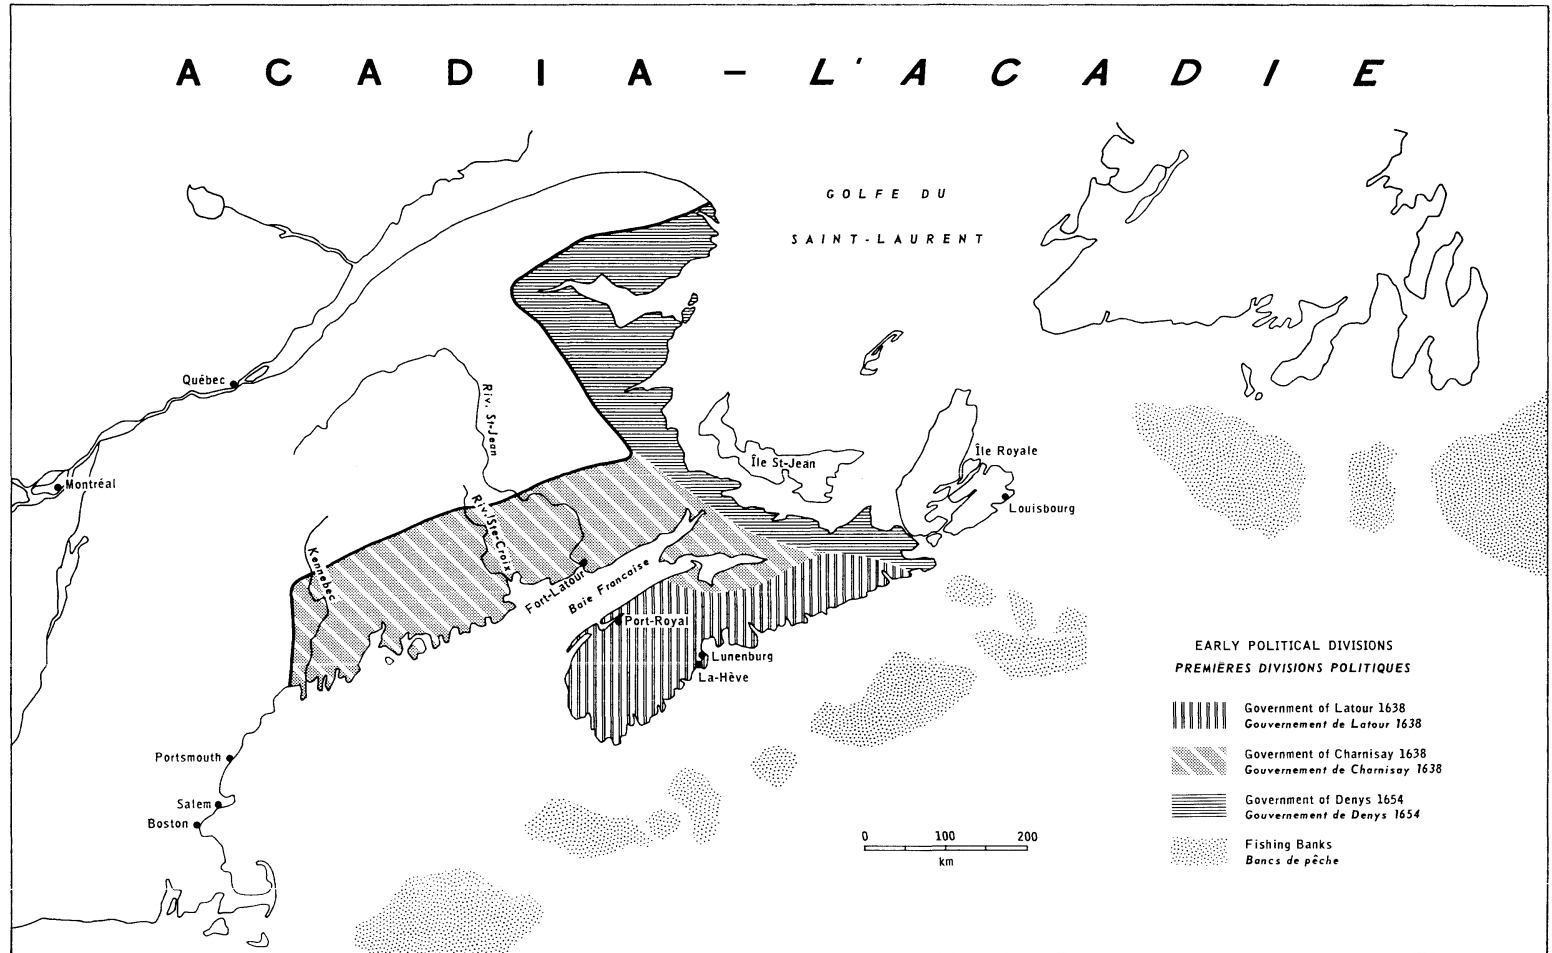 ACADIA - L'ACADIE
GOLFE DU
SAINT-LAURENT
Québec
Riv. St-Jean
Montréal
Île St-Jean
Île Royale
Louisbourg
Riv. Ste-Croix
Kennebec
Fort-Latour
Baie Francaise
Port-Royal
Lunenburg
La-Hève
Portsmouth
Salem
Boston
EARLY POLITICAL DIVISIONS
PREMIÈRES DIVISIONS POLITIQUES
Government of Latour 1638
Gouvernement de Latour 1638
Government of Charnisay 1638
Gouvernement de Charnisay 1638
Government of Denys 1654
Gouvernement de Denys 1654
Fishing Banks
Bancs de pêche
0 100 200
km